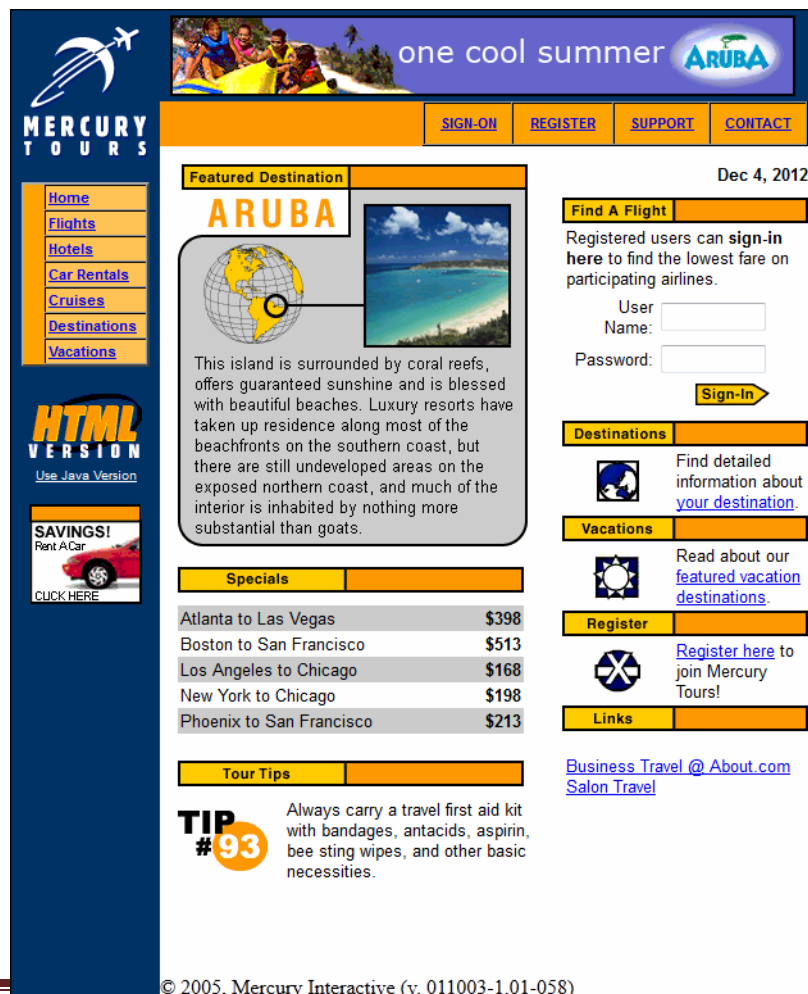 one cool summer ARUBA
MERCURY
TOURS
SIGN-ON REGISTER SUPPORT CONTACT
Home
Flights
Hotels
Car Rentals
Cruises
Destinations
Vacations
HTML
VERSION
Use Java Version
SAVINGS!
Rent A Car
CLICK HERE
Featured Destination
ARUBA
This island is surrounded by coral reefs,
offers guaranteed sunshine and is blessed
with beautiful beaches. Luxury resorts have
taken up residence along most of the
beachfronts on the southern coast, but
there are still undeveloped areas on the
exposed northern coast, and much of the
interior is inhabited by nothing more
substantial than goats.
Specials
Atlanta to Las Vegas $398
Boston to San Francisco $513
Los Angeles to Chicago $168
New York to Chicago $198
Phoenix to San Francisco $213
Tour Tips
TIP
#93
Always carry a travel first aid kit
with bandages, antacids, aspirin,
bee sting wipes, and other basic
necessities.
Dec 4, 2012
Find A Flight
Registered users can sign-in
here to find the lowest fare on
participating airlines.
User
Name:
Password:
Sign-In
Destinations
Find detailed
information about
your destination.
Vacations
Read about our
featured vacation
destinations.
Register
Register here to
join Mercury
Tours!
Links
Business Travel @ About.com
Salon Travel
© 2005, Mercury Interactive (v. 011003-1.01-058)